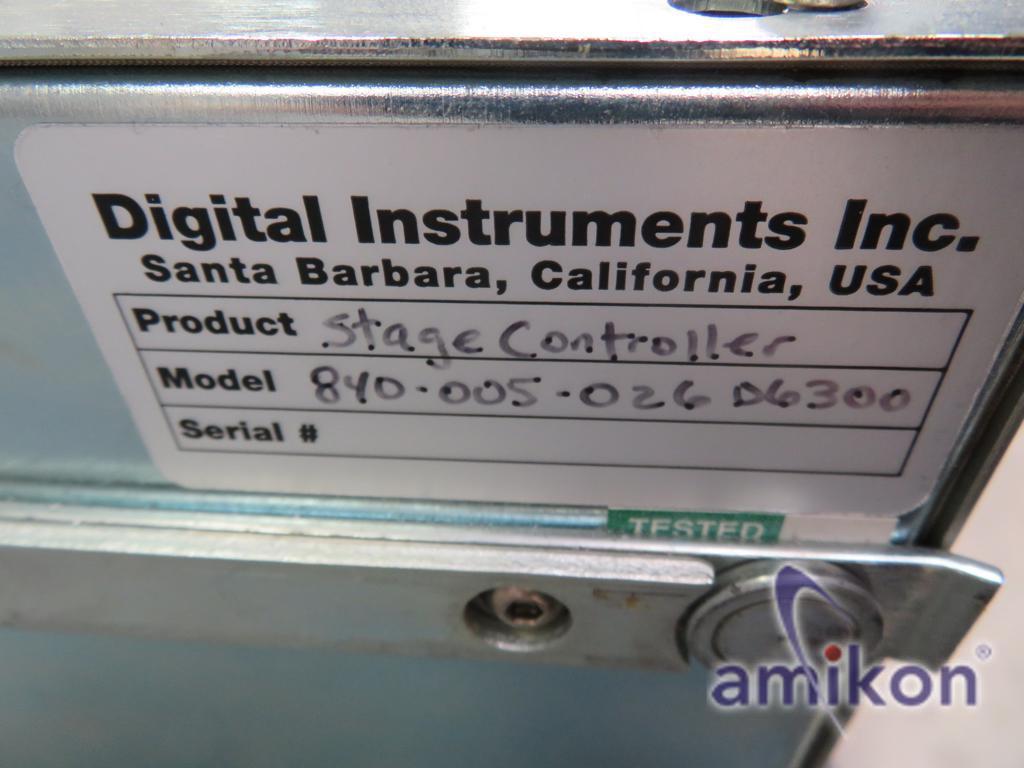 Digital Instruments Inc.
Santa Barbara, California, USA
Product Stage Controller
Model 840-005-026 D6300
Serial #
TESTED
amikon®